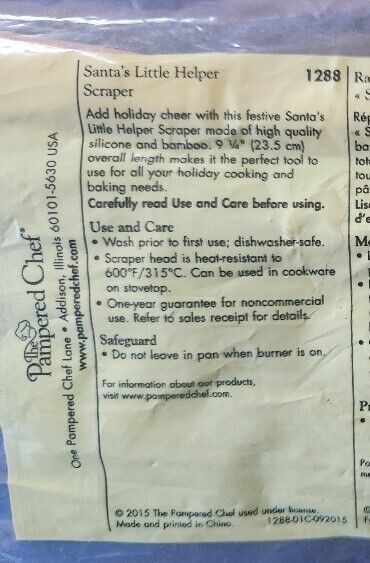 Santa's Little Helper 1288
Scraper
Add holiday cheer with this festive Santa's
Little Helper Scraper made of high quality
silicone and bamboo. 9 ¼" (23.5 cm)
overall length makes it the perfect tool to
use for all your holiday cooking and
baking needs.
Carefully read Use and Care before using.
Use and Care
• Wash prior to first use; dishwasher-safe.
• Scraper head is heat-resistant to
600°F/315°C. Can be used in cookware
on stovetop.
• One-year guarantee for noncommercial
use. Refer to sales receipt for details.
Safeguard
• Do not leave in pan when burner is on.
For information about our products,
visit www.pamperedchef.com.
© 2015 The Pampered Chef used under license.
Made and printed in China. 1288-01C-092015
The
Pampered Chef®
One Pampered Chef Lane • Addison, Illinois 60101-5630 USA
www.pamperedchef.com
Ra
« S
Rép
« S
ba
tot
tou
pâ
Lis
d'e